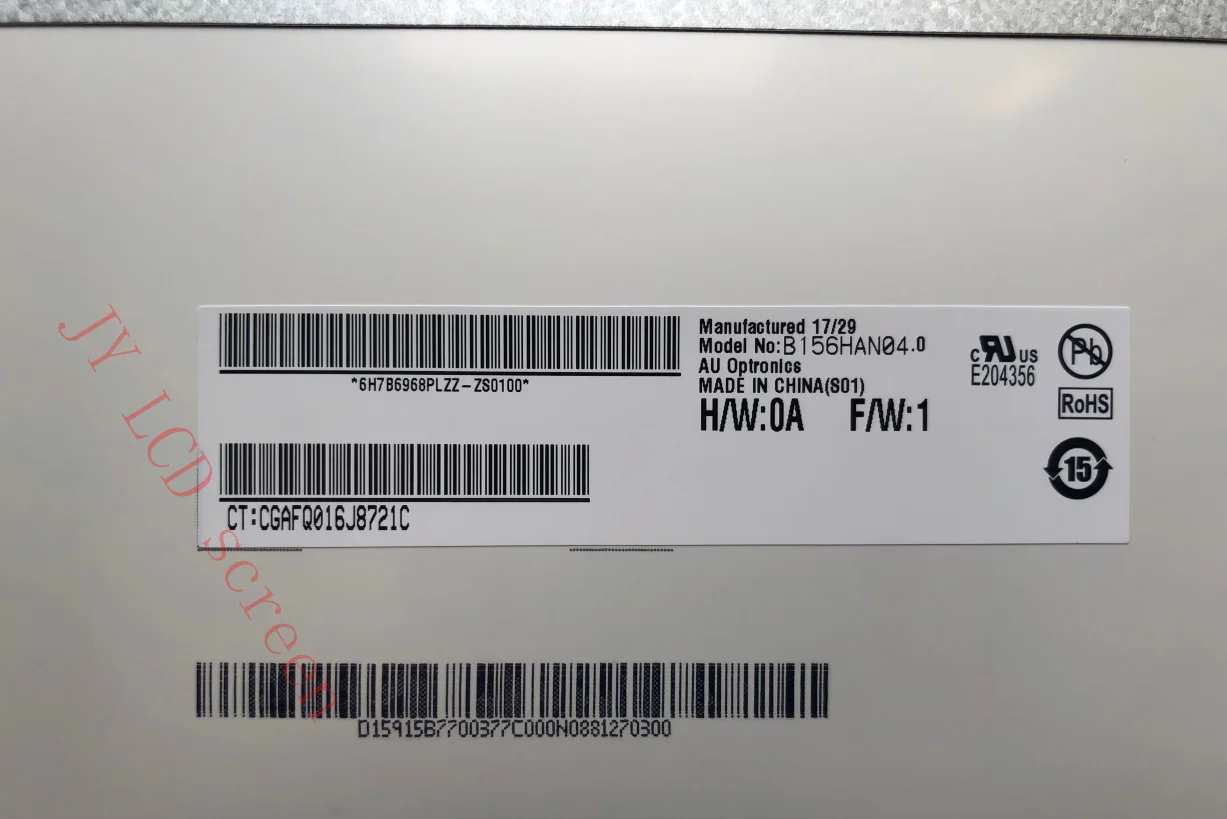 *6H7B6968PLZZ-ZS0100*
Manufactured 17/29
Model No:B156HAN04.0
AU Optronics
MADE IN CHINA(S01)
H/W:0A F/W:1
c RU US
E204356
Pb
RoHS
15
CT:CGAFQ016J8721C
D15915B7700377C000N0881270300
JY LCD screen